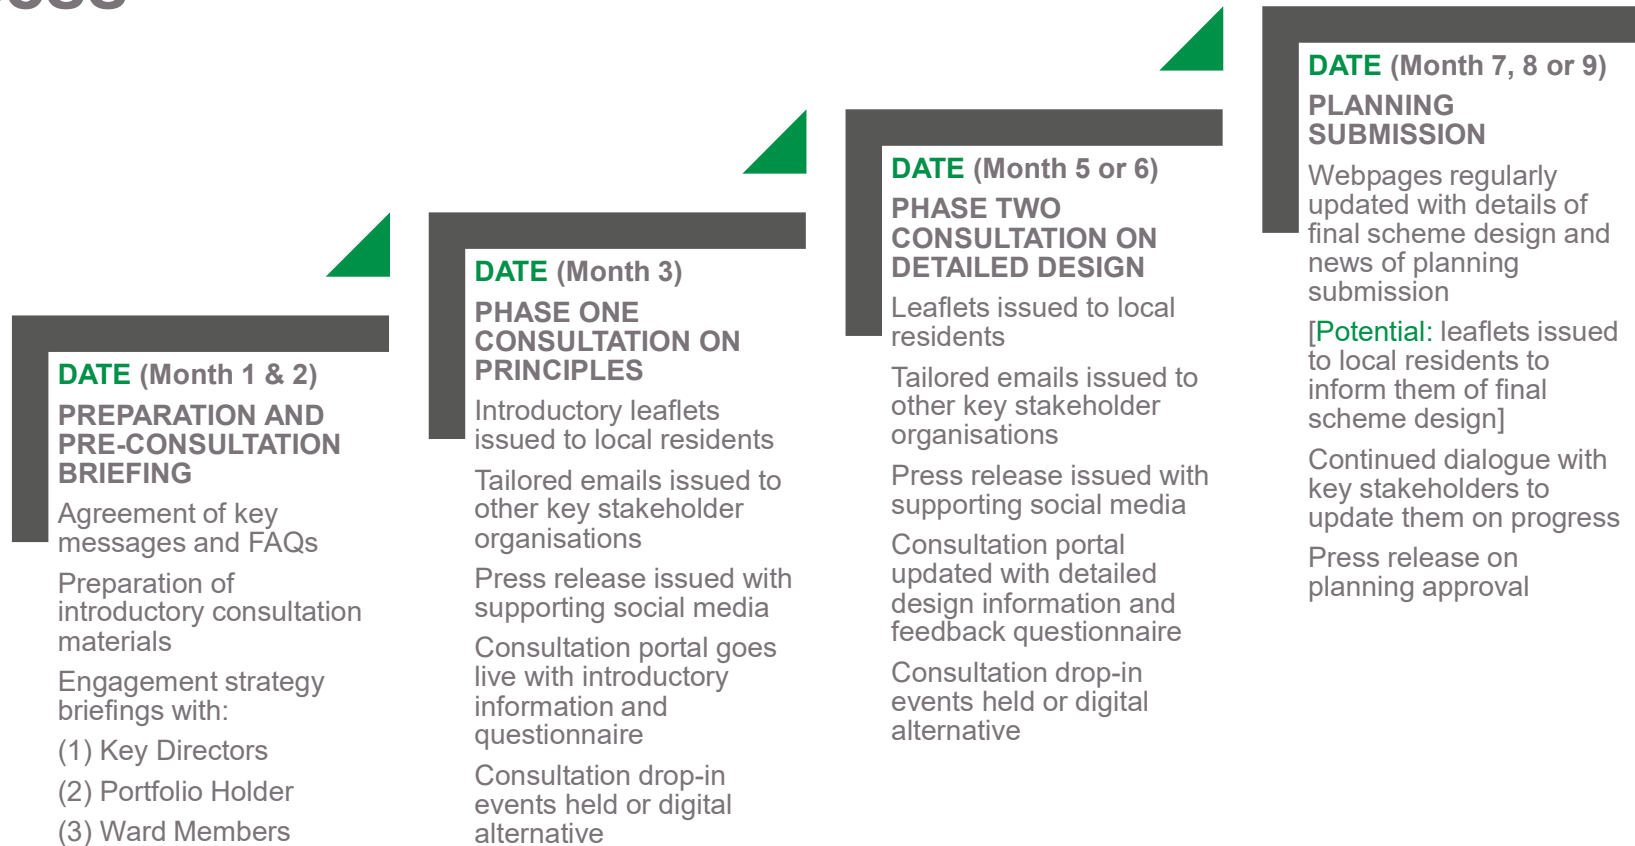 DATE (Month 1 & 2)
PREPARATION AND
PRE-CONSULTATION
BRIEFING
Agreement of key
messages and FAQs
Preparation of
introductory consultation
materials
Engagement strategy
briefings with:
(1) Key Directors
(2) Portfolio Holder
(3) Ward Members
DATE (Month 3)
PHASE ONE
CONSULTATION ON
PRINCIPLES
Introductory leaflets
issued to local residents
Tailored emails issued to
other key stakeholder
organisations
Press release issued with
supporting social media
Consultation portal goes
live with introductory
information and
questionnaire
Consultation drop-in
events held or digital
alternative
DATE (Month 5 or 6)
PHASE TWO
CONSULTATION ON
DETAILED DESIGN
Leaflets issued to local
residents
Tailored emails issued to
other key stakeholder
organisations
Press release issued with
supporting social media
Consultation portal
updated with detailed
design information and
feedback questionnaire
Consultation drop-in
events held or digital
alternative
DATE (Month 7, 8 or 9)
PLANNING
SUBMISSION
Webpages regularly
updated with details of
final scheme design and
news of planning
submission
[Potential: leaflets issued
to local residents to
inform them of final
scheme design]
Continued dialogue with
key stakeholders to
update them on progress
Press release on
planning approval